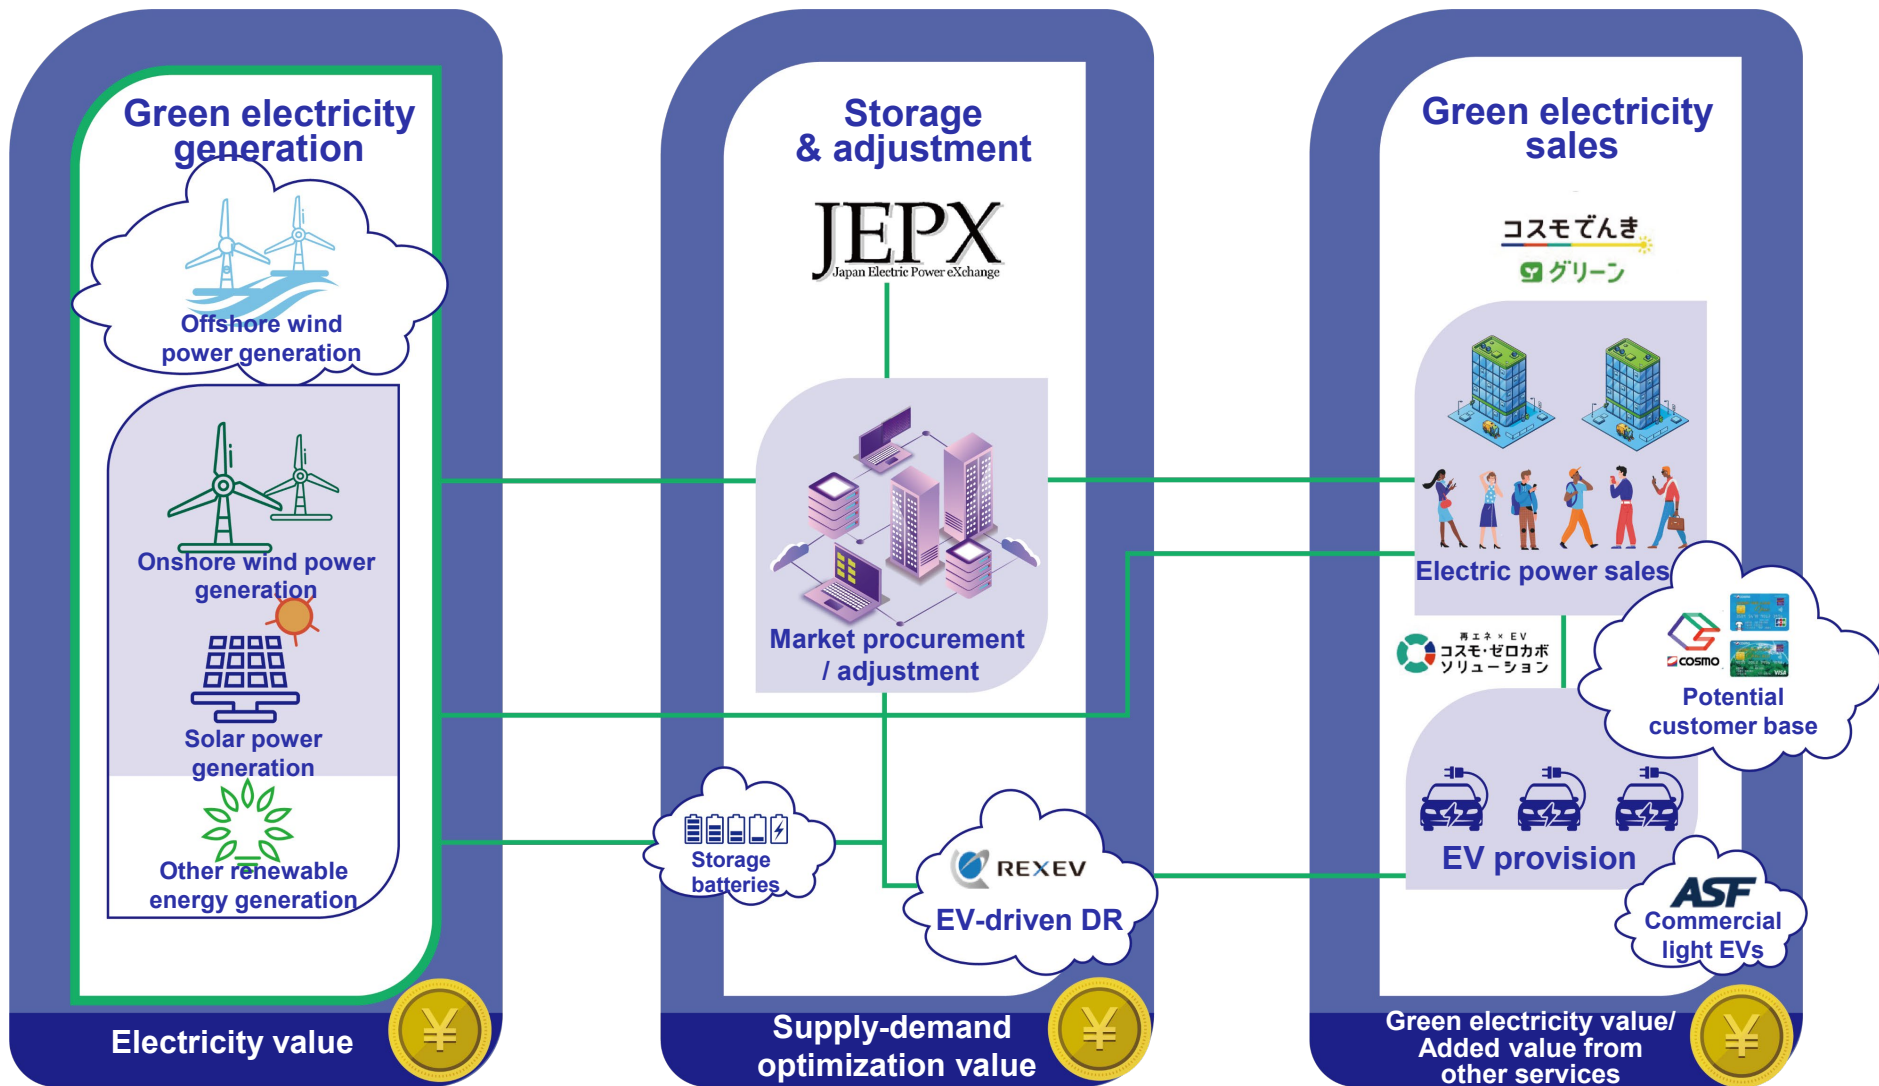 Green electricity
generation
Offshore wind
power generation
Onshore wind power
generation
Solar power
generation
Other renewable
energy generation
Electricity value
¥
Storage
& adjustment
JEPX
Japan Electric Power eXchange
Market procurement
/ adjustment
Storage
batteries
REXEV
EV-driven DR
Supply-demand
optimization value
¥
Green electricity
sales
コスモでんき
グリーン
Electric power sales
再エネ × EV
コスモ・ゼロカボ
ソリューション
COSMO
Potential
customer base
EV provision
ASF
Commercial
light EVs
Green electricity value/
Added value from
other services
¥